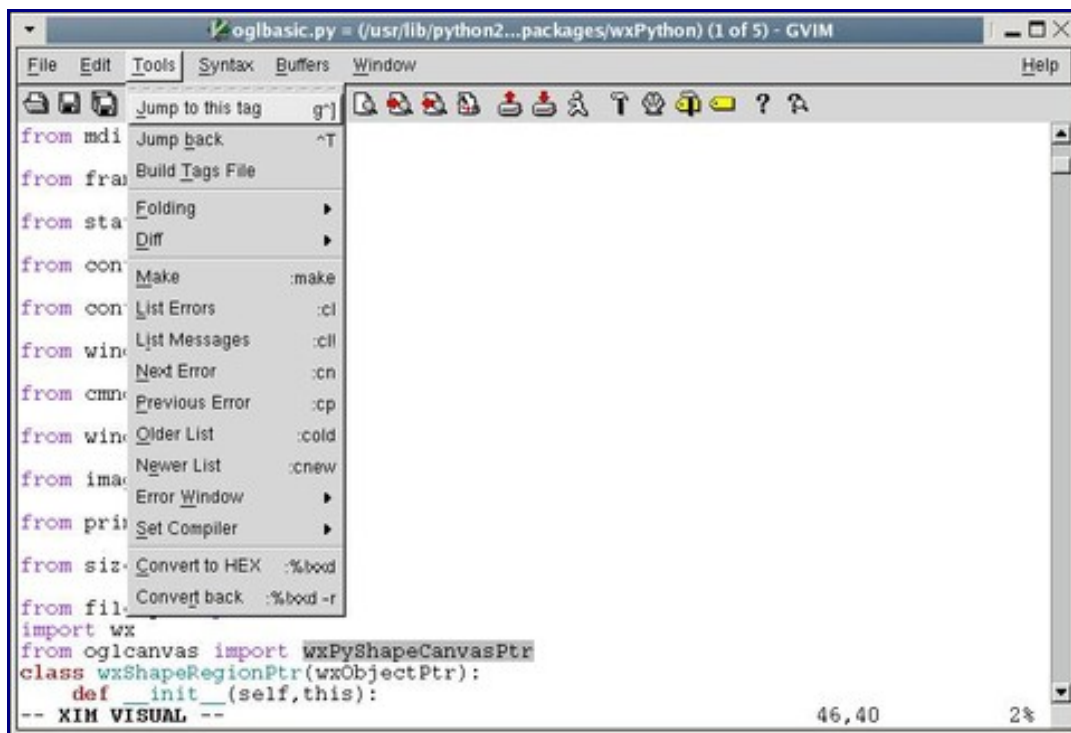 oglbasic.py = (/usr/lib/python2...packages/wxPython) (1 of 5) - GVIM
File Edit Tools Syntax Buffers Window Help
Jump to this tag g^]
Jump back ^T
Build Tags File
Folding
Diff
Make :make
List Errors :cl
List Messages :cl!
Next Error :cn
Previous Error :cp
Older List :cold
Newer List :cnew
Error Window
Set Compiler
Convert to HEX :%!xxd
Convert back :%!xxd -r
from mdi
from fra
from sta
from con
from con
from win
from cmn
from win
from ima
from pri
from siz
from fil
import wx
from oglcanvas import wxPyShapeCanvasPtr
class wxShapeRegionPtr(wxObjectPtr):
def __init__(self,this):
-- XIM VISUAL -- 46,40 2%